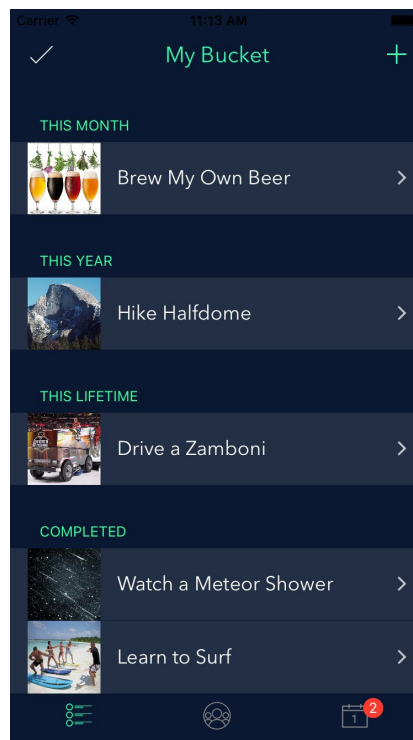 Carrier 11:13 AM
My Bucket
THIS MONTH
Brew My Own Beer
THIS YEAR
Hike Halfdome
THIS LIFETIME
Drive a Zamboni
COMPLETED
Watch a Meteor Shower
Learn to Surf
1
2